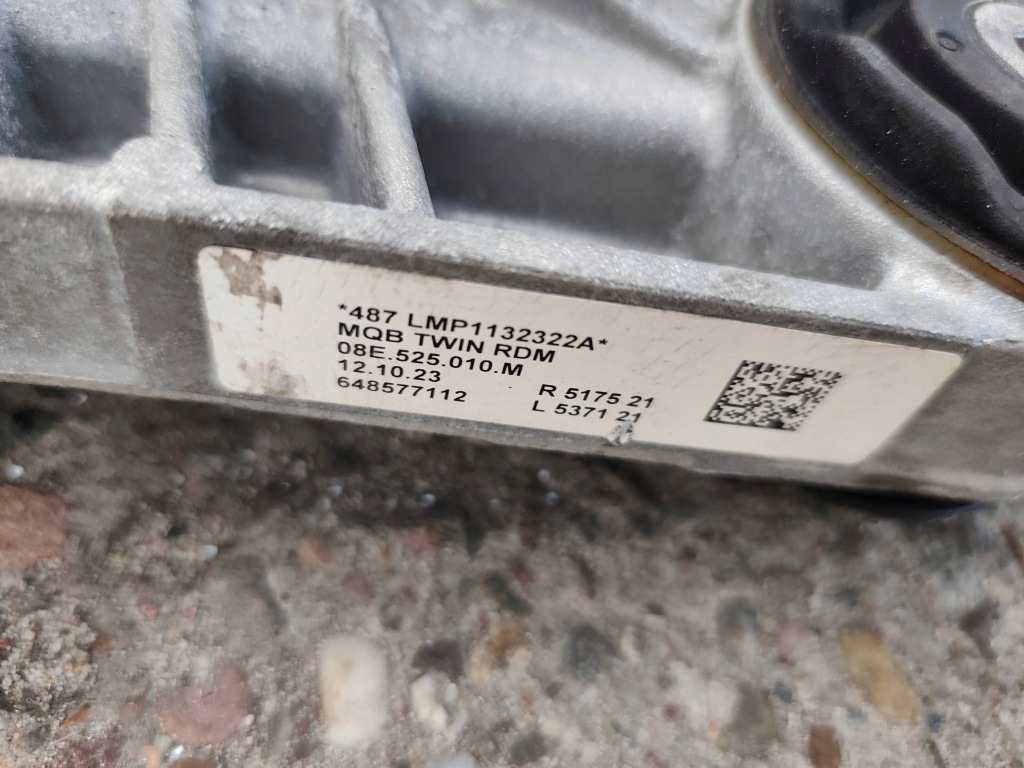 *487 LMP1132322A*
MQB TWIN RDM
08E.525.010.M
12.10.23
648577112
R 5175 21
L 5371 21